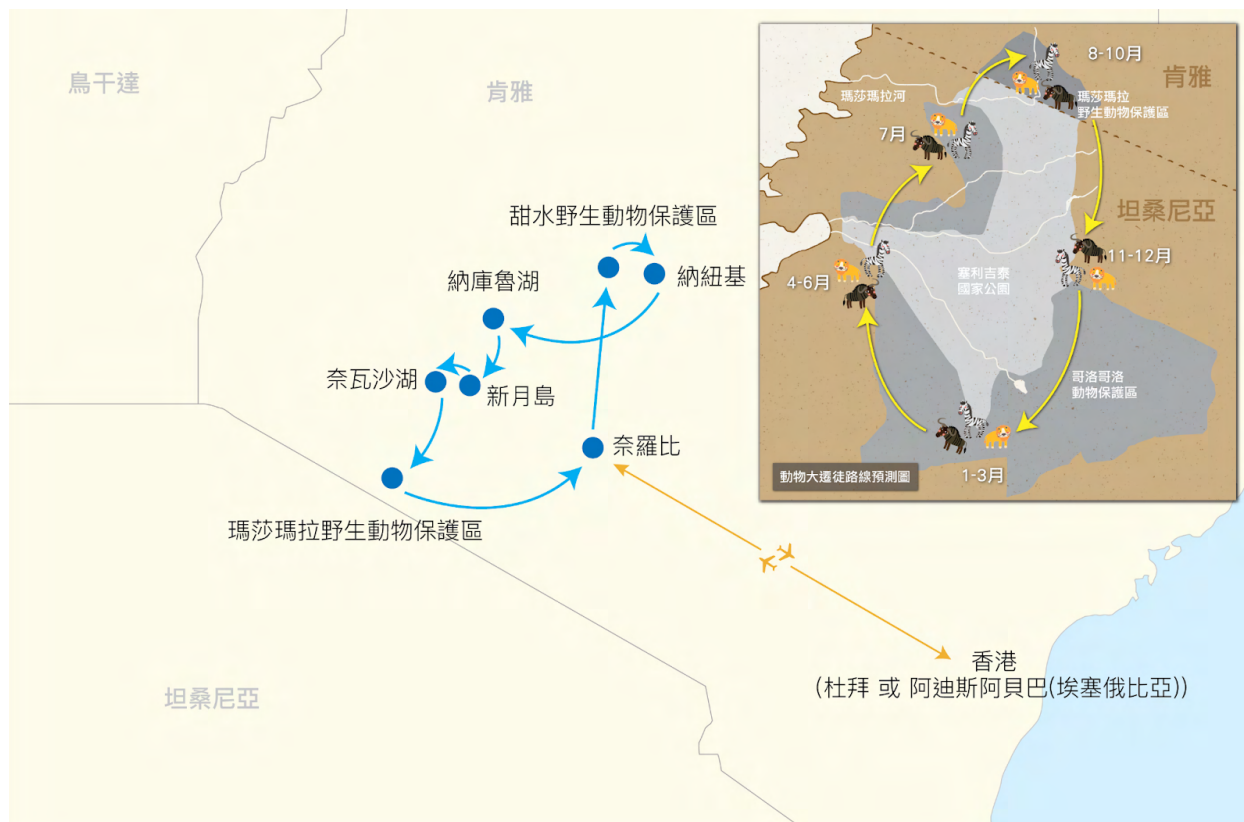 烏干達
肯雅
甜水野生動物保護區
納紐基
納庫魯湖
奈瓦沙湖
新月島
奈羅比
瑪莎瑪拉野生動物保護區
坦桑尼亞
香港
(杜拜 或 阿迪斯阿貝巴(埃塞俄比亞))
8-10月
肯雅
瑪莎瑪拉河
瑪莎瑪拉
野生動物保護區
7月
坦桑尼亞
11-12月
4-6月
塞利吉泰
國家公園
哥洛哥洛
動物保護區
1-3月
動物大遷徒路線預測圖